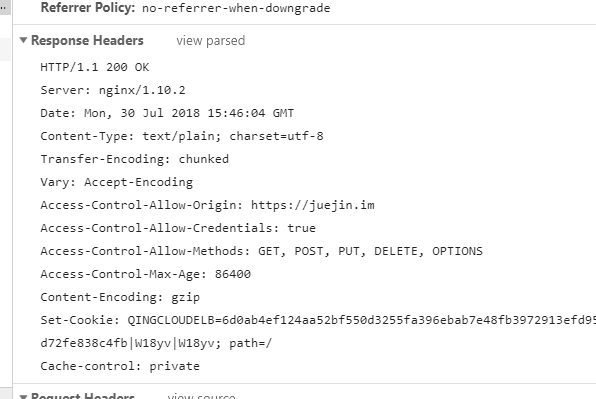 Referrer Policy: no-referrer-when-downgrade
Response Headers view parsed
HTTP/1.1 200 OK
Server: nginx/1.10.2
Date: Mon, 30 Jul 2018 15:46:04 GMT
Content-Type: text/plain; charset=utf-8
Transfer-Encoding: chunked
Vary: Accept-Encoding
Access-Control-Allow-Origin: https://juejin.im
Access-Control-Allow-Credentials: true
Access-Control-Allow-Methods: GET, POST, PUT, DELETE, OPTIONS
Access-Control-Max-Age: 86400
Content-Encoding: gzip
Set-Cookie: QINGCLOUDELB=6d0ab4ef124aa52bf550d3255fa396ebab7e48fb3972913efd95
d72fe838c4fb|W18yv|W18yv; path=/
Cache-control: private
Request Headers view source